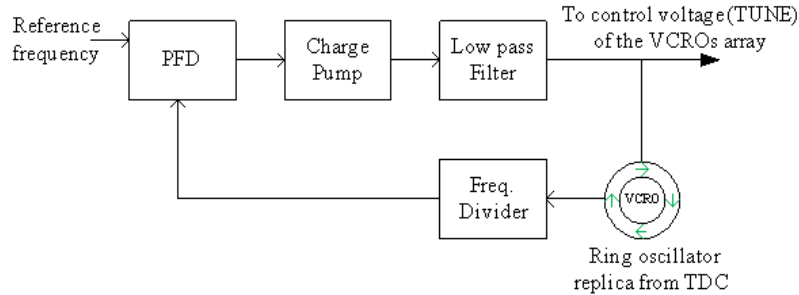 Reference
frequency
PFD
Charge
Pump
Low pass
Filter
To control voltage(TUNE)
of the VCROs array
Freq.
Divider
VCRO
Ring oscillator
replica from TDC